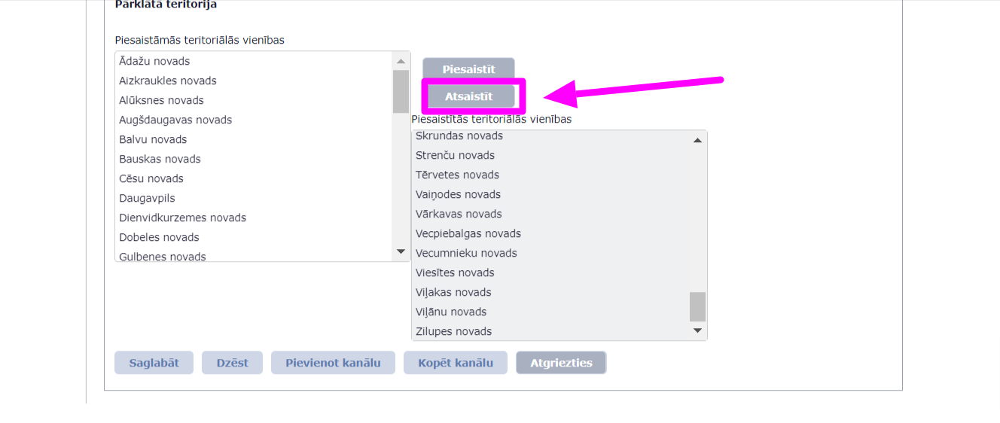 Pārklātā teritorija
Piesaistāmās teritoriālās vienības
Ādažu novads
Aizkraukles novads
Alūksnes novads
Augšdaugavas novads
Balvu novads
Bauskas novads
Cēsu novads
Daugavpils
Dienvidkurzemes novads
Dobeles novads
Gulbenes novads
Piesaistīt
Atsaistīt
Piesaistītās teritoriālās vienības
Skrundas novads
Strenču novads
Tērvetes novads
Vaiņodes novads
Vārkavas novads
Vecpiebalgas novads
Vecumnieku novads
Viesītes novads
Viļakas novads
Viļānu novads
Zilupes novads
Saglabāt Dzēst Pievienot kanālu Kopēt kanālu Atgriezties